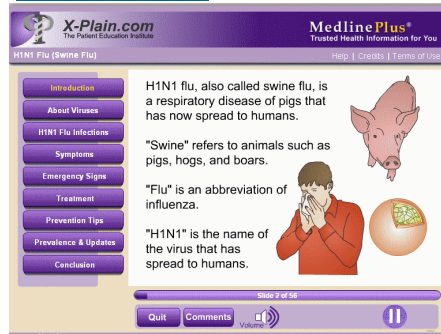 X-Plain.com
The Patient Education Institute
MedlinePlus®
Trusted Health Information for You
H1N1 Flu (Swine Flu)
Help | Credits | Terms of Use
Introduction
About Viruses
H1N1 Flu Infections
Symptoms
Emergency Signs
Treatment
Prevention Tips
Prevalence & Updates
Conclusion
H1N1 flu, also called swine flu, is
a respiratory disease of pigs that
has now spread to humans.
"Swine" refers to animals such as
pigs, hogs, and boars.
"Flu" is an abbreviation of
influenza.
"H1N1" is the name of
the virus that has
spread to humans.
Slide 2 of 56
Quit
Comments
Volume